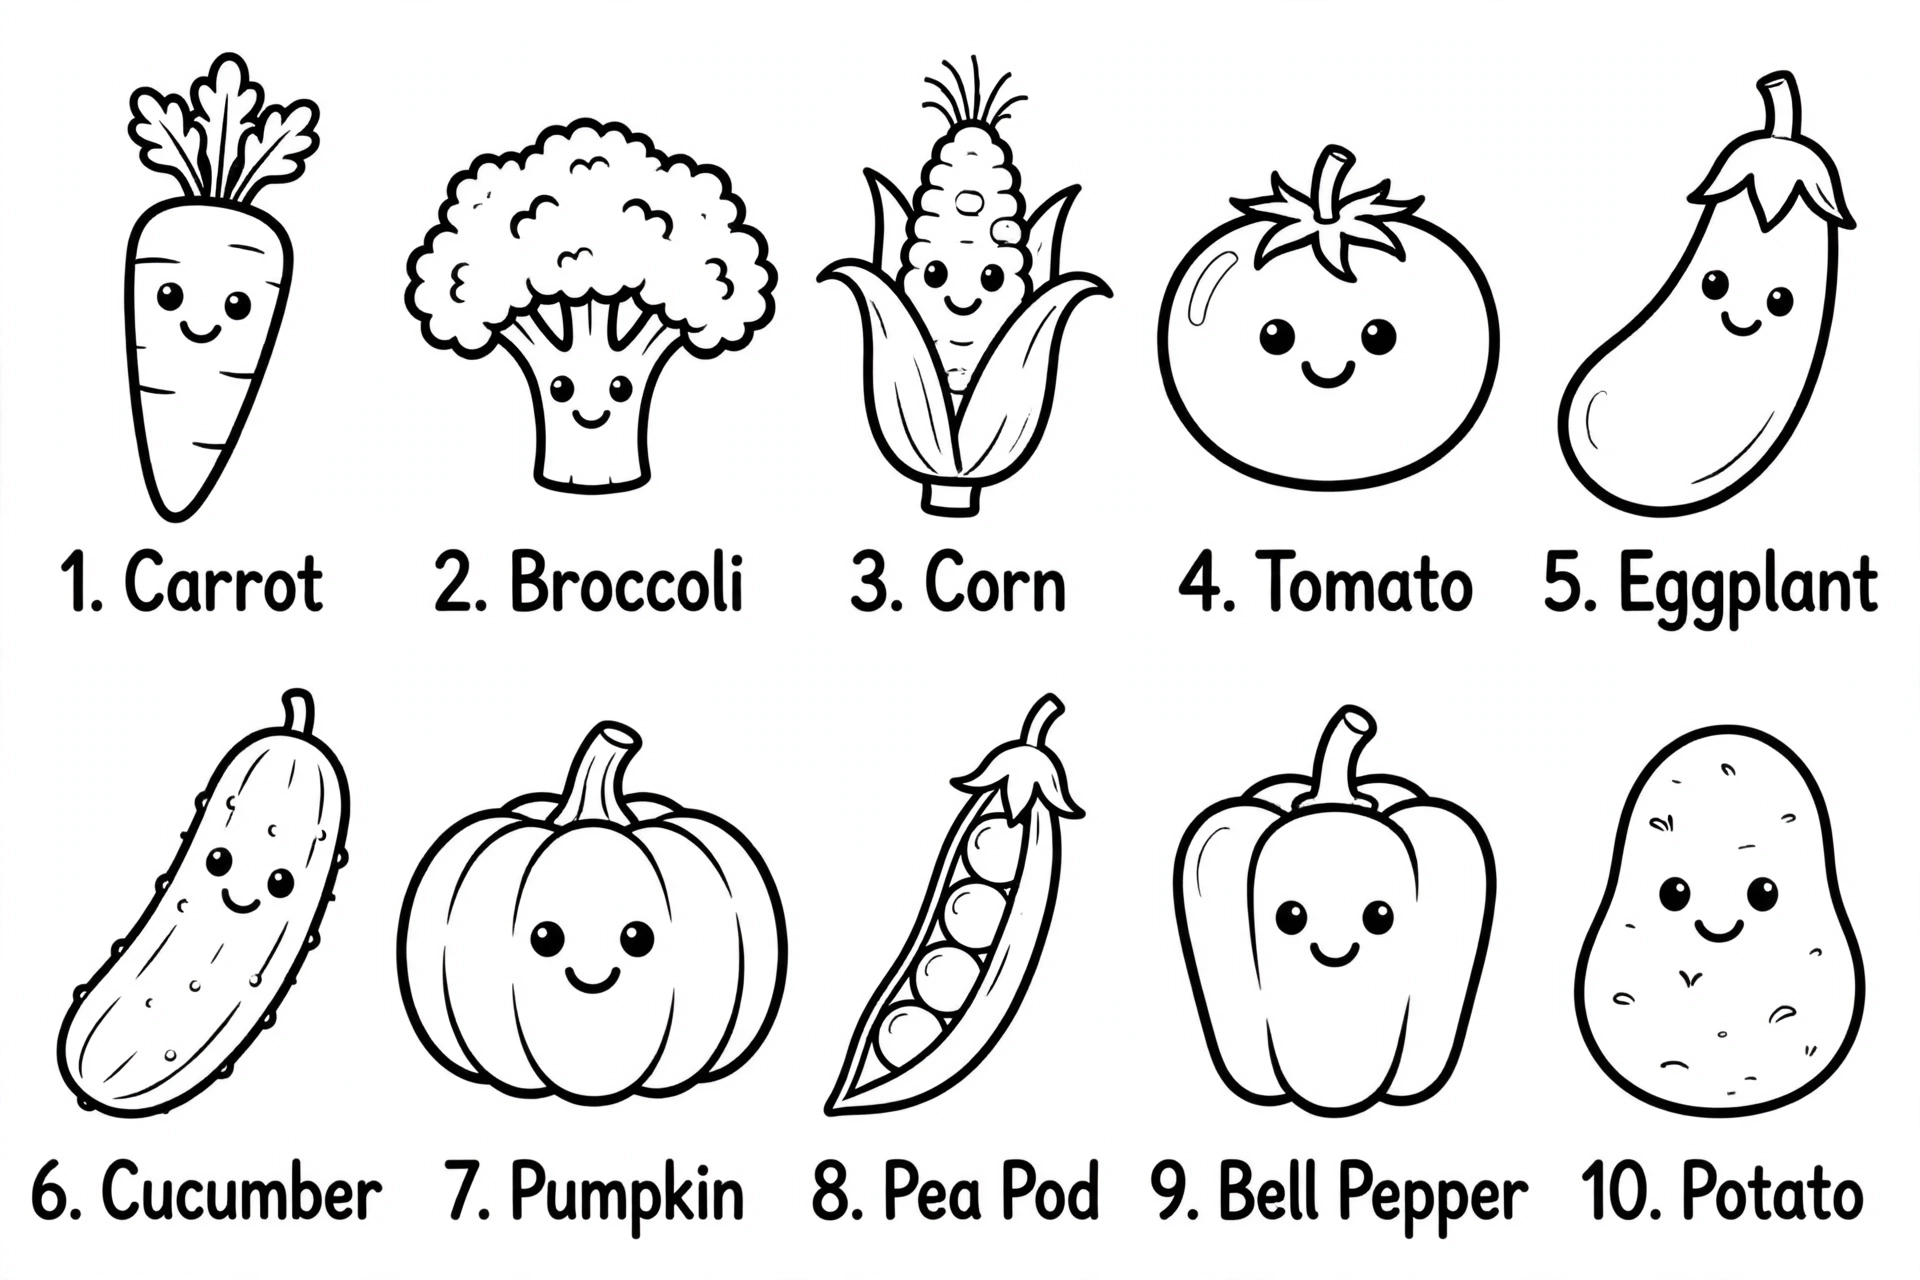 1. Carrot
2. Broccoli
3. Corn
4. Tomato
5. Eggplant
6. Cucumber
7. Pumpkin
8. Pea Pod
9. Bell Pepper
10. Potato